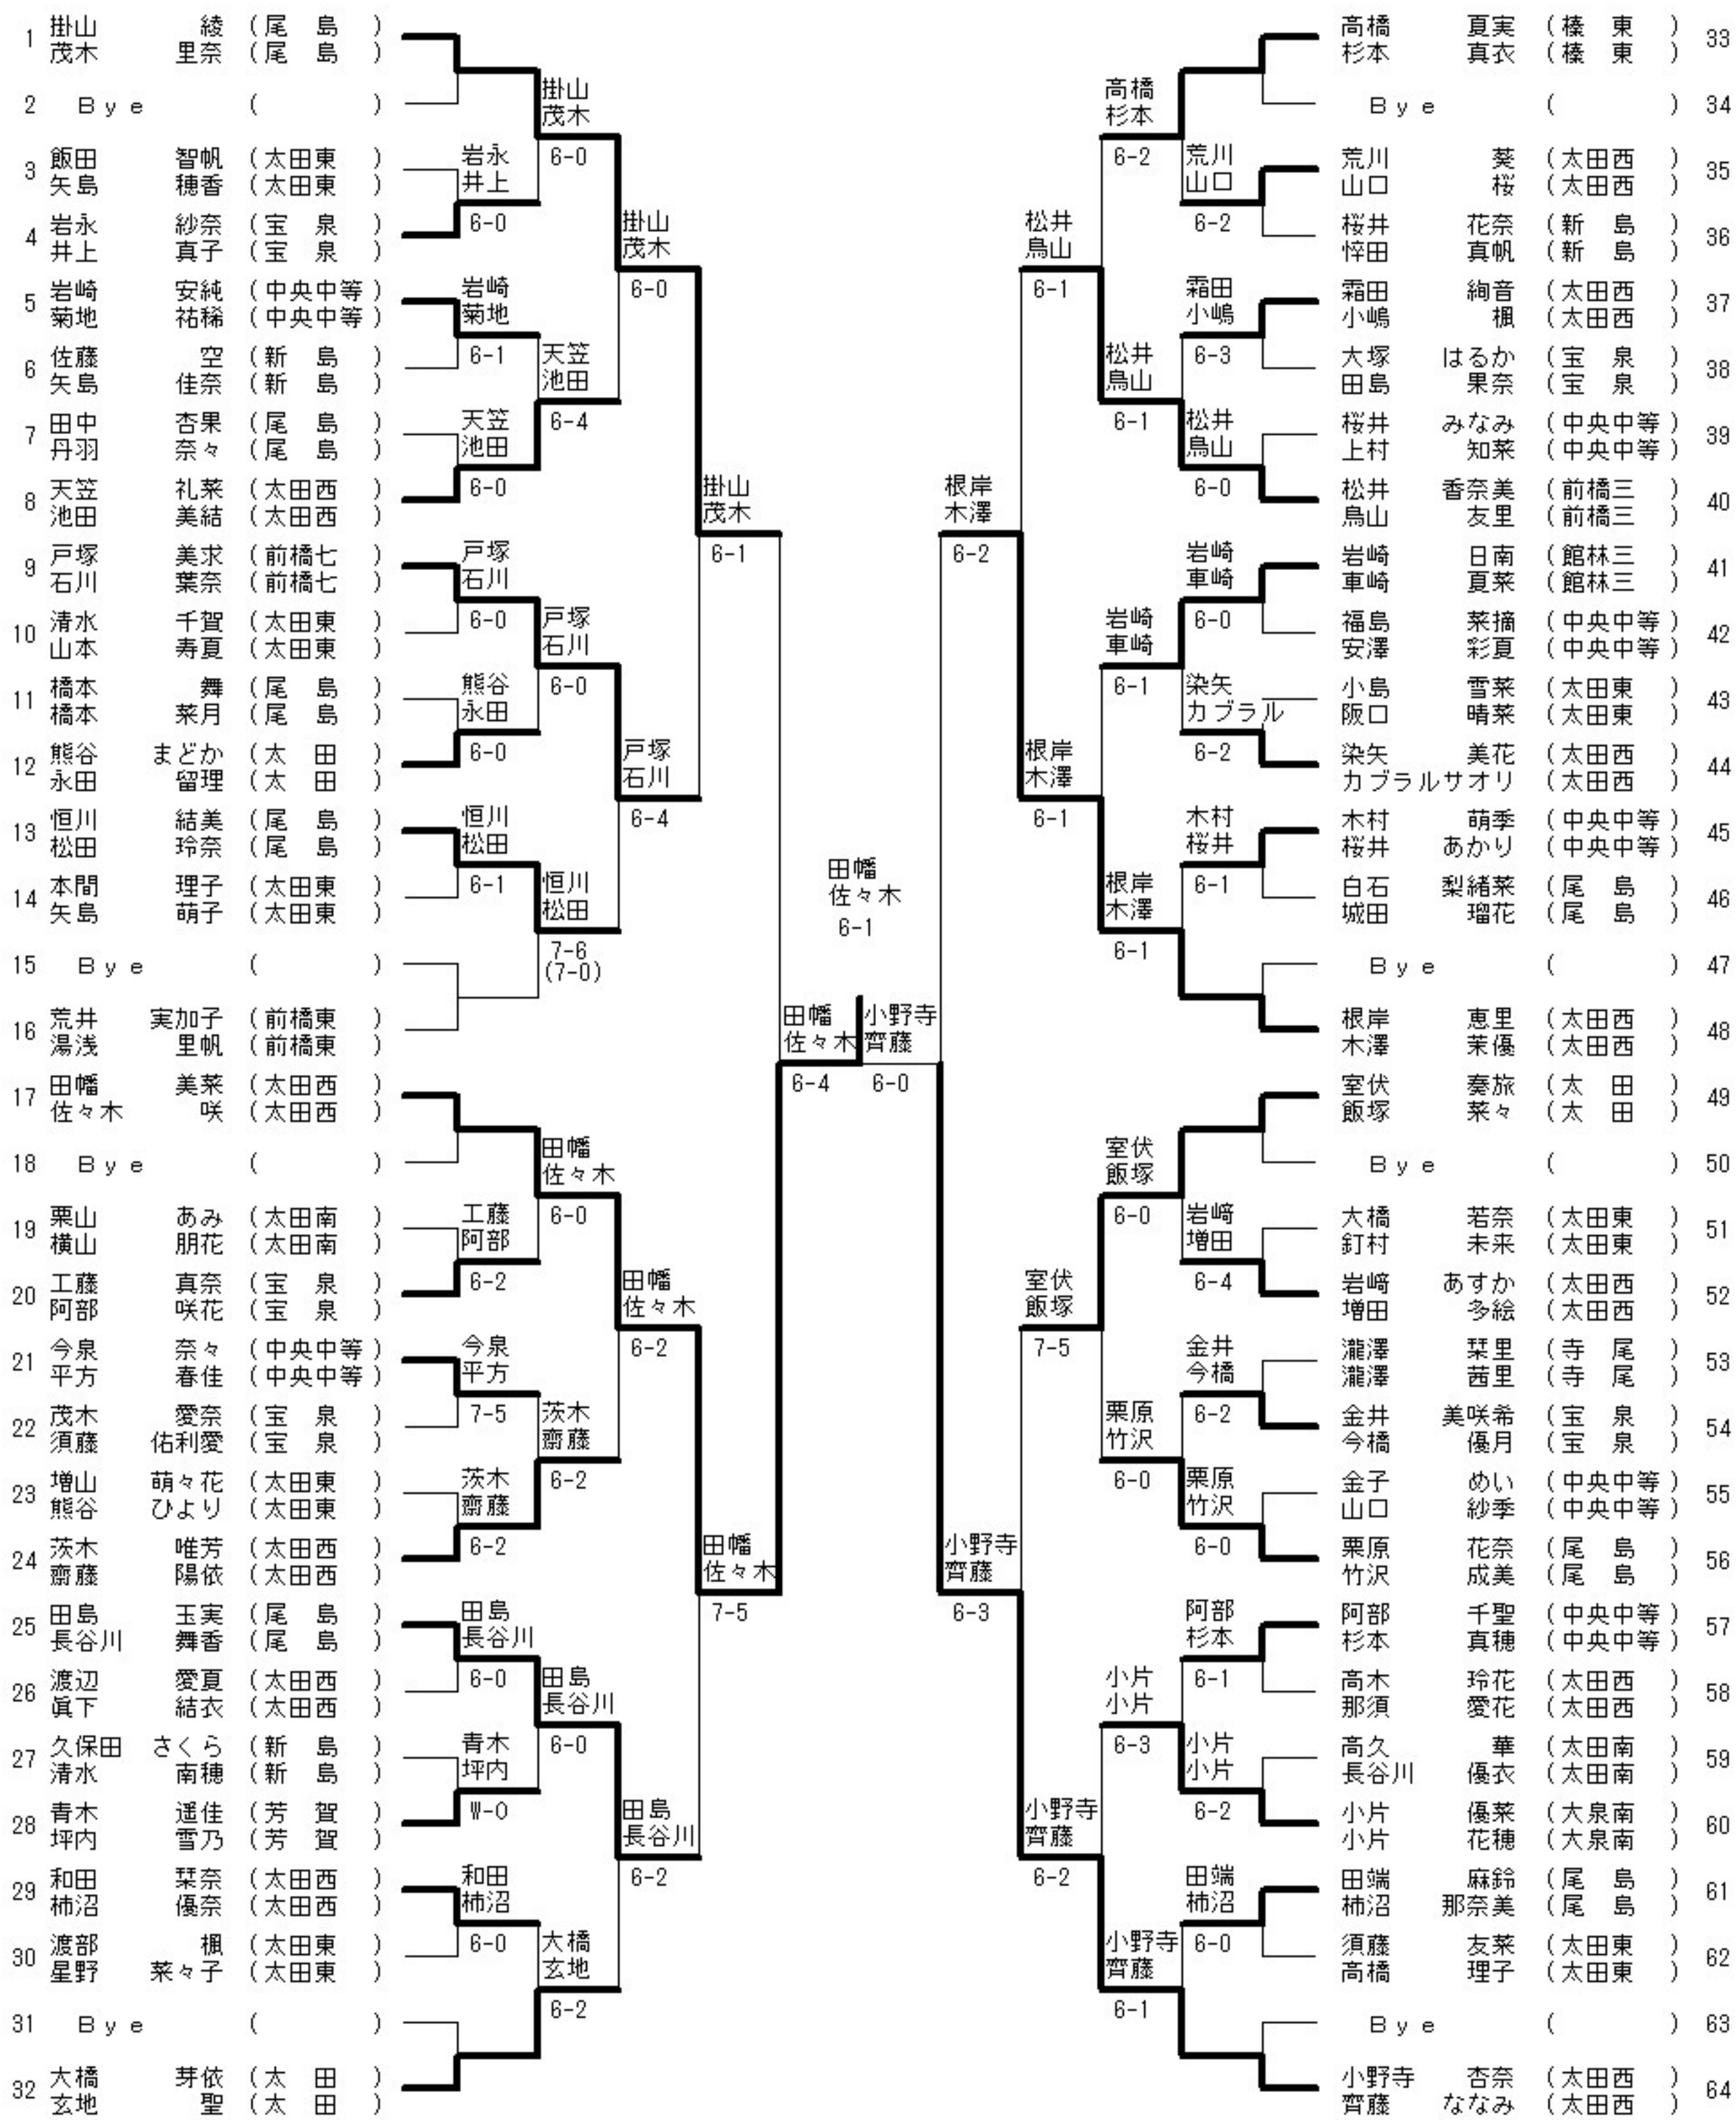 1 掛山 綾 (尾 島)
茂木 里奈 (尾 島)
2 Bye ( )
3 飯田 智帆 (太田東)
矢島 穂香 (太田東)
4 岩永 紗奈 (宝 泉)
井上 真子 (宝 泉)
5 岩崎 安純 (中央中等)
菊地 祐稀 (中央中等)
6 佐藤 空 (新 島)
矢島 佳奈 (新 島)
7 田中 杏果 (尾 島)
丹羽 奈々 (尾 島)
8 天笠 礼菜 (太田西)
池田 美結 (太田西)
9 戸塚 美求 (前橋七)
石川 葉奈 (前橋七)
10 清水 千賀 (太田東)
山本 寿夏 (太田東)
11 橋本 舞 (尾 島)
橋本 菜月 (尾 島)
12 熊谷 まどか (太 田)
永田 留理 (太 田)
13 恒川 結美 (尾 島)
松田 玲奈 (尾 島)
14 本間 理子 (太田東)
矢島 萌子 (太田東)
15 Bye ( )
16 荒井 実加子 (前橋東)
湯浅 里帆 (前橋東)
17 田幡 美菜 (太田西)
佐々木 咲 (太田西)
18 Bye ( )
19 栗山 あみ (太田南)
横山 朋花 (太田南)
20 工藤 真奈 (宝 泉)
阿部 咲花 (宝 泉)
21 今泉 奈々 (中央中等)
平方 春佳 (中央中等)
22 茂木 愛奈 (宝 泉)
須藤 佑利愛 (宝 泉)
23 増山 萌々花 (太田東)
熊谷 ひより (太田東)
24 茨木 唯芳 (太田西)
齋藤 陽依 (太田西)
25 田島 玉実 (尾 島)
長谷川 舞香 (尾 島)
26 渡辺 愛夏 (太田西)
眞下 結衣 (太田西)
27 久保田 さくら (新 島)
清水 南穂 (新 島)
28 青木 遥佳 (芳 賀)
坪内 雪乃 (芳 賀)
29 和田 栞奈 (太田西)
柿沼 優奈 (太田西)
30 渡部 楓 (太田東)
星野 菜々子 (太田東)
31 Bye ( )
32 大橋 芽依 (太 田)
玄地 聖 (太 田)
岩永
井上
6-0
岩崎
菊地
6-1
天笠
池田
6-0
戸塚
石川
6-0
熊谷
永田
6-0
恒川
松田
6-1
工藤
阿部
6-2
今泉
平方
7-5
茨木
齋藤
6-2
田島
長谷川
6-0
青木
坪内
W-0
和田
柿沼
6-0
掛山
茂木
6-0
天笠
池田
6-4
戸塚
石川
6-0
恒川
松田
7-6
(7-0)
田幡
佐々木
6-0
茨木
齋藤
6-2
田島
長谷川
6-0
大橋
玄地
6-2
掛山
茂木
6-0
戸塚
石川
6-4
田幡
佐々木
6-2
田島
長谷川
6-2
掛山
茂木
6-1
田幡
佐々木
7-5
田幡
佐々木
6-4
田幡
佐々木
6-1
小野寺
齊藤
6-0
根岸
木澤
6-2
小野寺
齊藤
6-3
松井
鳥山
6-1
根岸
木澤
6-1
室伏
飯塚
7-5
小野寺
齊藤
6-2
高橋
杉本
6-2
松井
鳥山
6-1
岩崎
車崎
6-1
根岸
木澤
6-1
室伏
飯塚
6-0
栗原
竹沢
6-0
小片
小片
6-3
小野寺
齊藤
6-1
荒川
山口
6-2
霜田
小嶋
6-3
松井
鳥山
6-0
岩崎
車崎
6-0
染矢
カブラル
6-2
木村
桜井
6-1
岩﨑
増田
6-4
金井
今橋
6-2
栗原
竹沢
6-0
阿部
杉本
6-1
小片
小片
6-2
田端
柿沼
6-0
高橋 夏実 (榛 東) 33
杉本 真衣 (榛 東)
Bye ( ) 34
荒川 葵 (太田西) 35
山口 桜 (太田西)
桜井 花奈 (新 島) 36
悴田 真帆 (新 島)
霜田 絢音 (太田西) 37
小嶋 楓 (太田西)
大塚 はるか (宝 泉) 38
田島 果奈 (宝 泉)
桜井 みなみ (中央中等) 39
上村 知菜 (中央中等)
松井 香奈美 (前橋三) 40
鳥山 友里 (前橋三)
岩崎 日南 (館林三) 41
車崎 夏菜 (館林三)
福島 菜摘 (中央中等) 42
安澤 彩夏 (中央中等)
小島 雪菜 (太田東) 43
阪口 晴菜 (太田東)
染矢 美花 (太田西) 44
カブラルサオリ (太田西)
木村 萌季 (中央中等) 45
桜井 あかり (中央中等)
白石 梨緒菜 (尾 島) 46
城田 瑠花 (尾 島)
Bye ( ) 47
根岸 恵里 (太田西) 48
木澤 茉優 (太田西)
室伏 奏旅 (太 田) 49
飯塚 菜々 (太 田)
Bye ( ) 50
大橋 若奈 (太田東) 51
釘村 未来 (太田東)
岩﨑 あすか (太田西) 52
増田 多絵 (太田西)
瀧澤 栞里 (寺 尾) 53
瀧澤 茜里 (寺 尾)
金井 美咲希 (宝 泉) 54
今橋 優月 (宝 泉)
金子 めい (中央中等) 55
山口 紗季 (中央中等)
栗原 花奈 (尾 島) 56
竹沢 成美 (尾 島)
阿部 千聖 (中央中等) 57
杉本 真穂 (中央中等)
高木 玲花 (太田西) 58
那須 愛花 (太田西)
高久 華 (太田南) 59
長谷川 優衣 (太田南)
小片 優菜 (大泉南) 60
小片 花穂 (大泉南)
田端 麻鈴 (尾 島) 61
柿沼 那奈美 (尾 島)
須藤 友菜 (太田東) 62
高橋 理子 (太田東)
Bye ( ) 63
小野寺 杏奈 (太田西) 64
齊藤 ななみ (太田西)